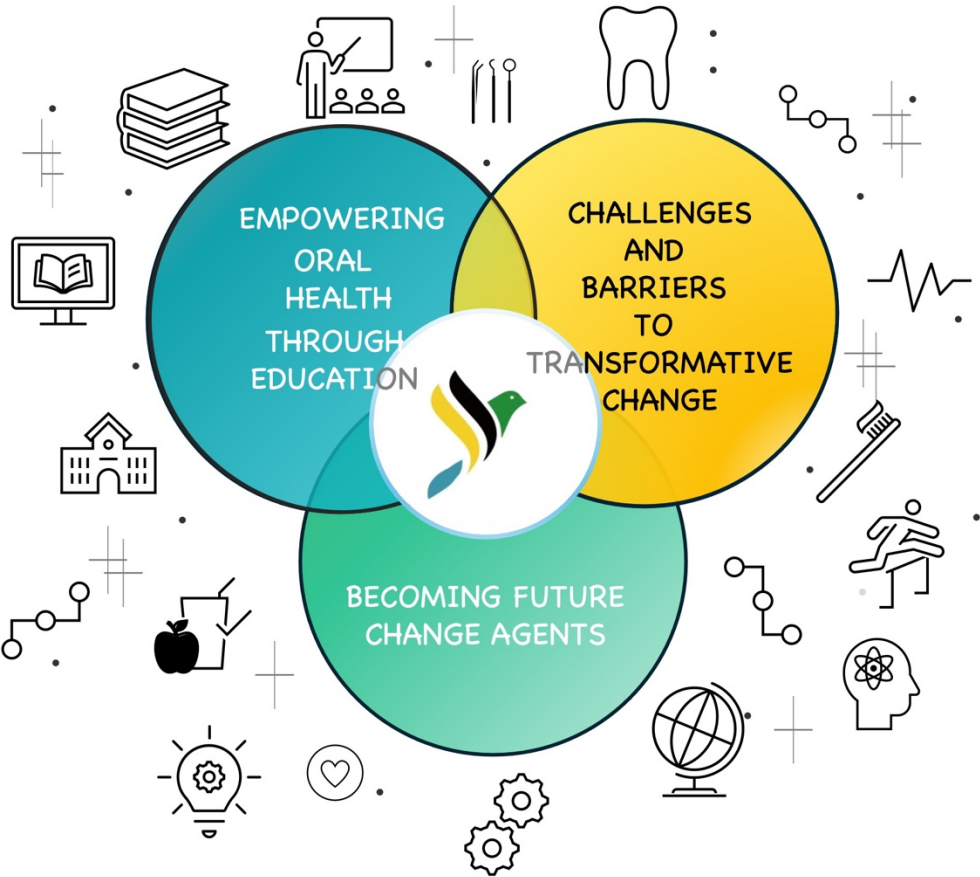 EMPOWERING
ORAL
HEALTH
THROUGH
EDUCATION
CHALLENGES
AND
BARRIERS
TO
TRANSFORMATIVE
CHANGE
BECOMING FUTURE
CHANGE AGENTS